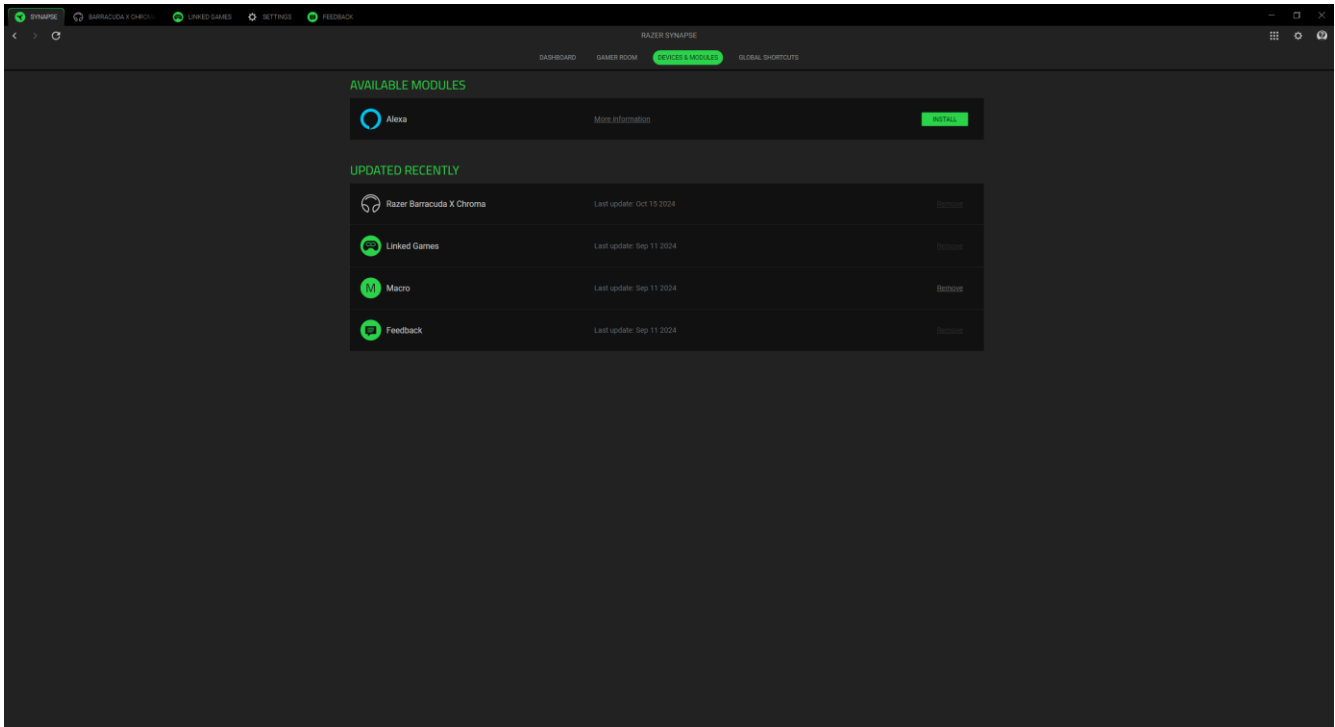 SYNAPSE BARRACUDA X CHROM LINKED GAMES SETTINGS FEEDBACK
RAZER SYNAPSE
DASHBOARD GAMER ROOM DEVICES & MODULES GLOBAL SHORTCUTS
AVAILABLE MODULES
Alexa More information INSTALL
UPDATED RECENTLY
Razer Barracuda X Chroma Last update: Oct 15 2024 Remove
Linked Games Last update: Sep 11 2024 Remove
M Macro Last update: Sep 11 2024 Remove
Feedback Last update: Sep 11 2024 Remove